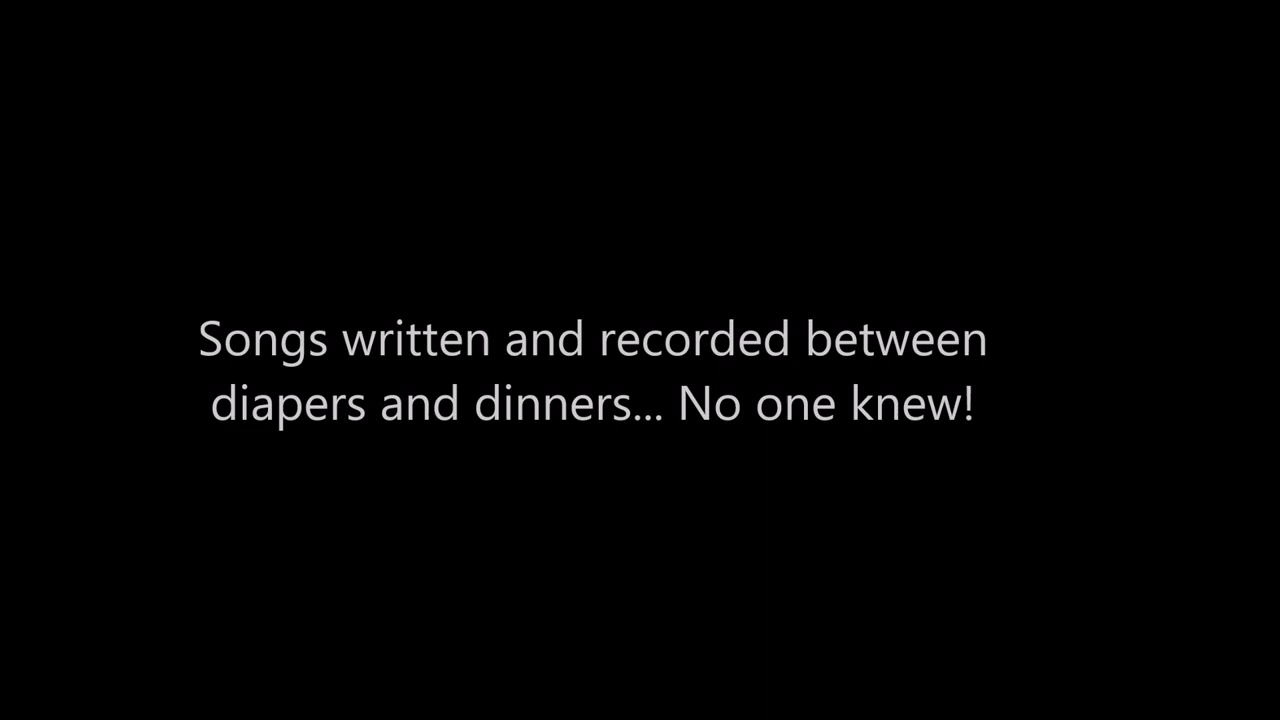 Songs written and recorded between
diapers and dinners... No one knew!